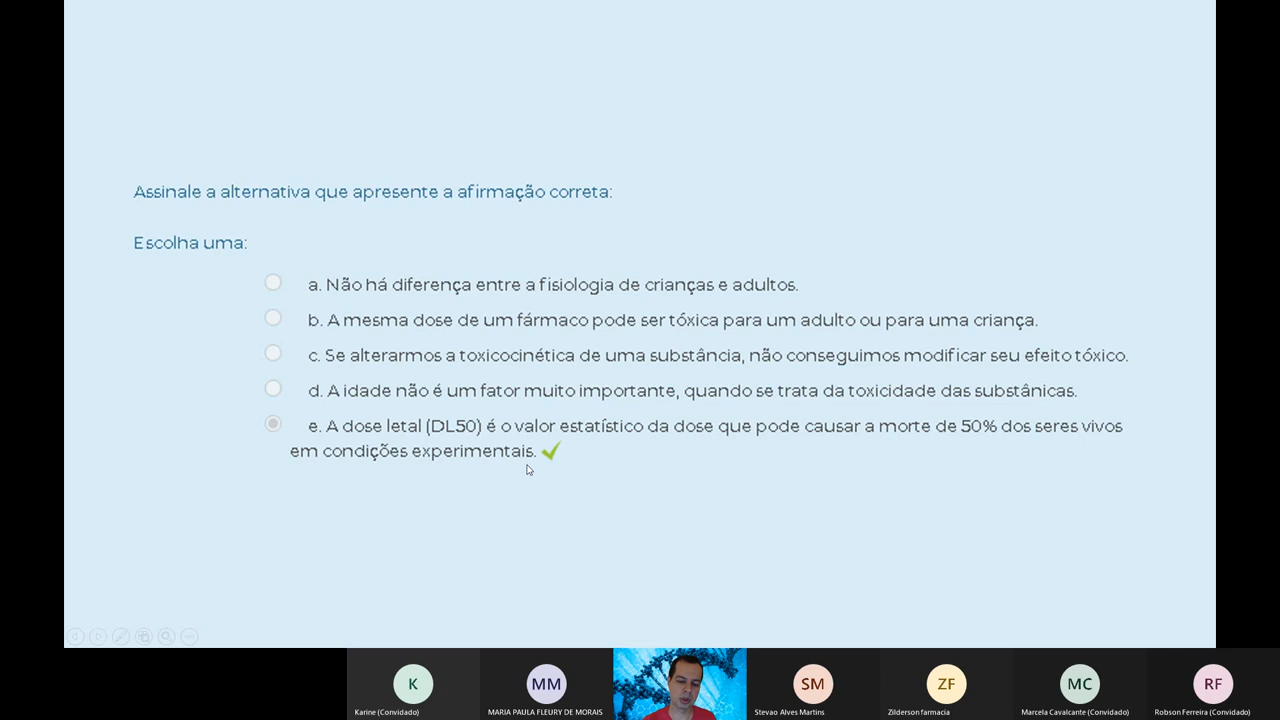 Assinale a alternativa que apresente a afirmação correta:
Escolha uma:
a. Não há diferença entre a fisiologia de crianças e adultos.
b. A mesma dose de um fármaco pode ser tóxica para um adulto ou para uma criança.
c. Se alterarmos a toxicocinética de uma substância, não conseguimos modificar seu efeito tóxico.
d. A idade não é um fator muito importante, quando se trata da toxicidade das substânicas.
e. A dose letal (DL50) é o valor estatístico da dose que pode causar a morte de 50% dos seres vivos
em condições experimentais.
K
MM
SM
ZF
MC
RF
Karine (Convidado)
MARIA PAULA FLEURY DE MORAIS
Stevao Alves Martins
Zilderson farmacia
Marcela Cavalcante (Convidado)
Robson Ferreira (Convidado)